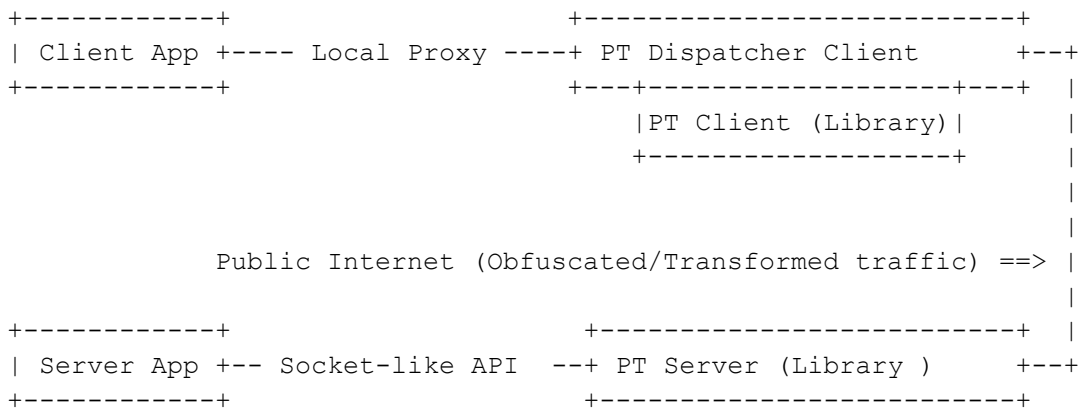 +------------+                     +---------------------------+
| Client App +---- Local Proxy ----+ PT Dispatcher Client      +--+
+------------+                     +---+-------------------+---+  |
                                       |PT Client (Library)|      |
                                       +-------------------+      |
                                                                  |
                                                                  |
             Public Internet (Obfuscated/Transformed traffic) ==> |
                                                                  |
+------------+                      +--------------------------+  |
| Server App +-- Socket-like API  --+ PT Server (Library )     +--+
+------------+                      +--------------------------+